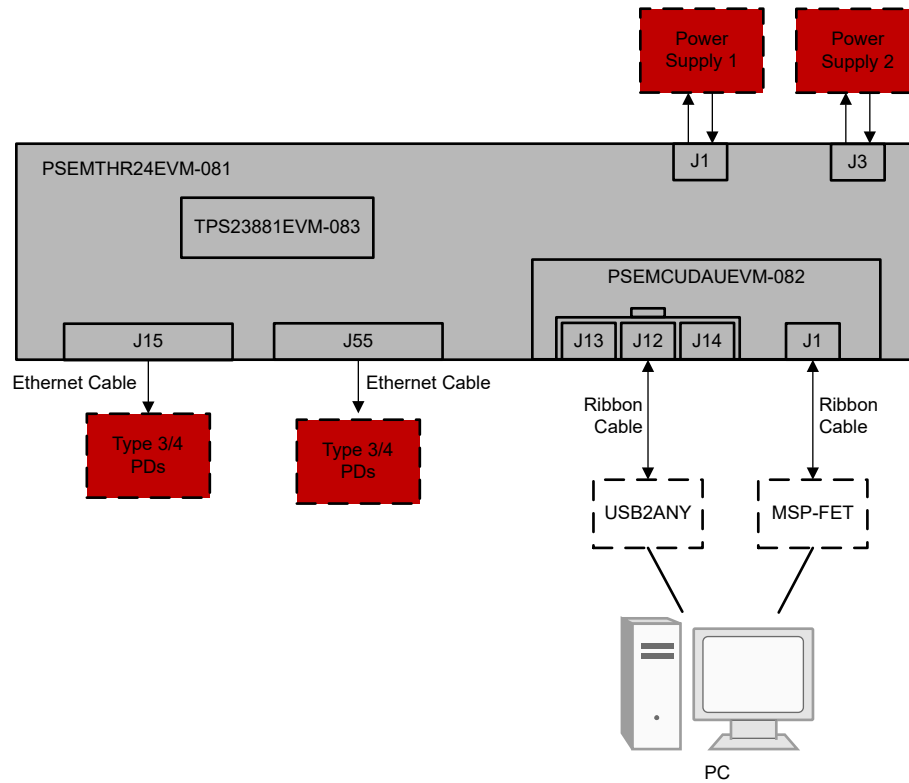 Power
Supply 1
Power
Supply 2
PSEMTHR24EVM-081
J1
J3
TPS23881EVM-083
PSEMCUDAUEVM-082
J15
J55
J13
J12
J14
J1
Ethernet Cable
Ethernet Cable
Ribbon
Cable
Ribbon
Cable
Type 3/4
PDs
Type 3/4
PDs
USB2ANY
MSP-FET
PC